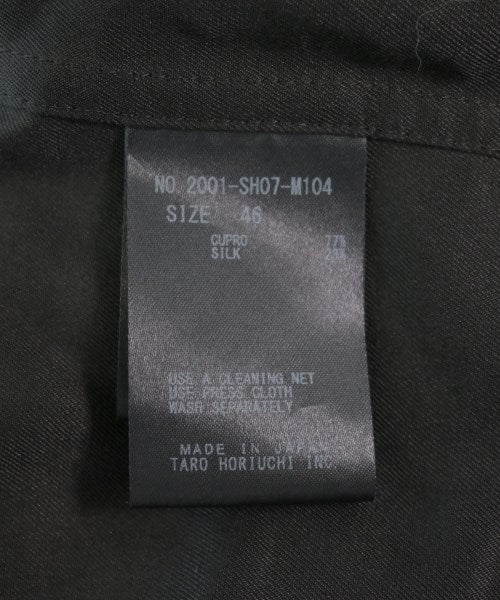 NO.2001-SH07-M104
SIZE 46
CUPRO 77%
SILK 23%
USE A CLEANING NET
USE PRESS CLOTH
WASH SEPARATELY
MADE IN JAPAN
TARO HORIUCHI INC.